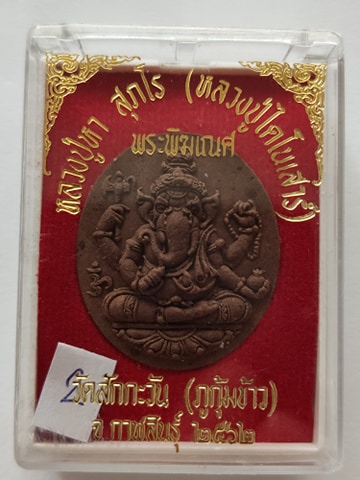 หลวงปู่หา สุภโร (หลวงปู่ไดโนเสาร์)
พระพิฆเนศ
วัดสักกะวัน (ภูกุ้มข้าว)
จ.กาฬสินธุ์ ๒๕๖๒